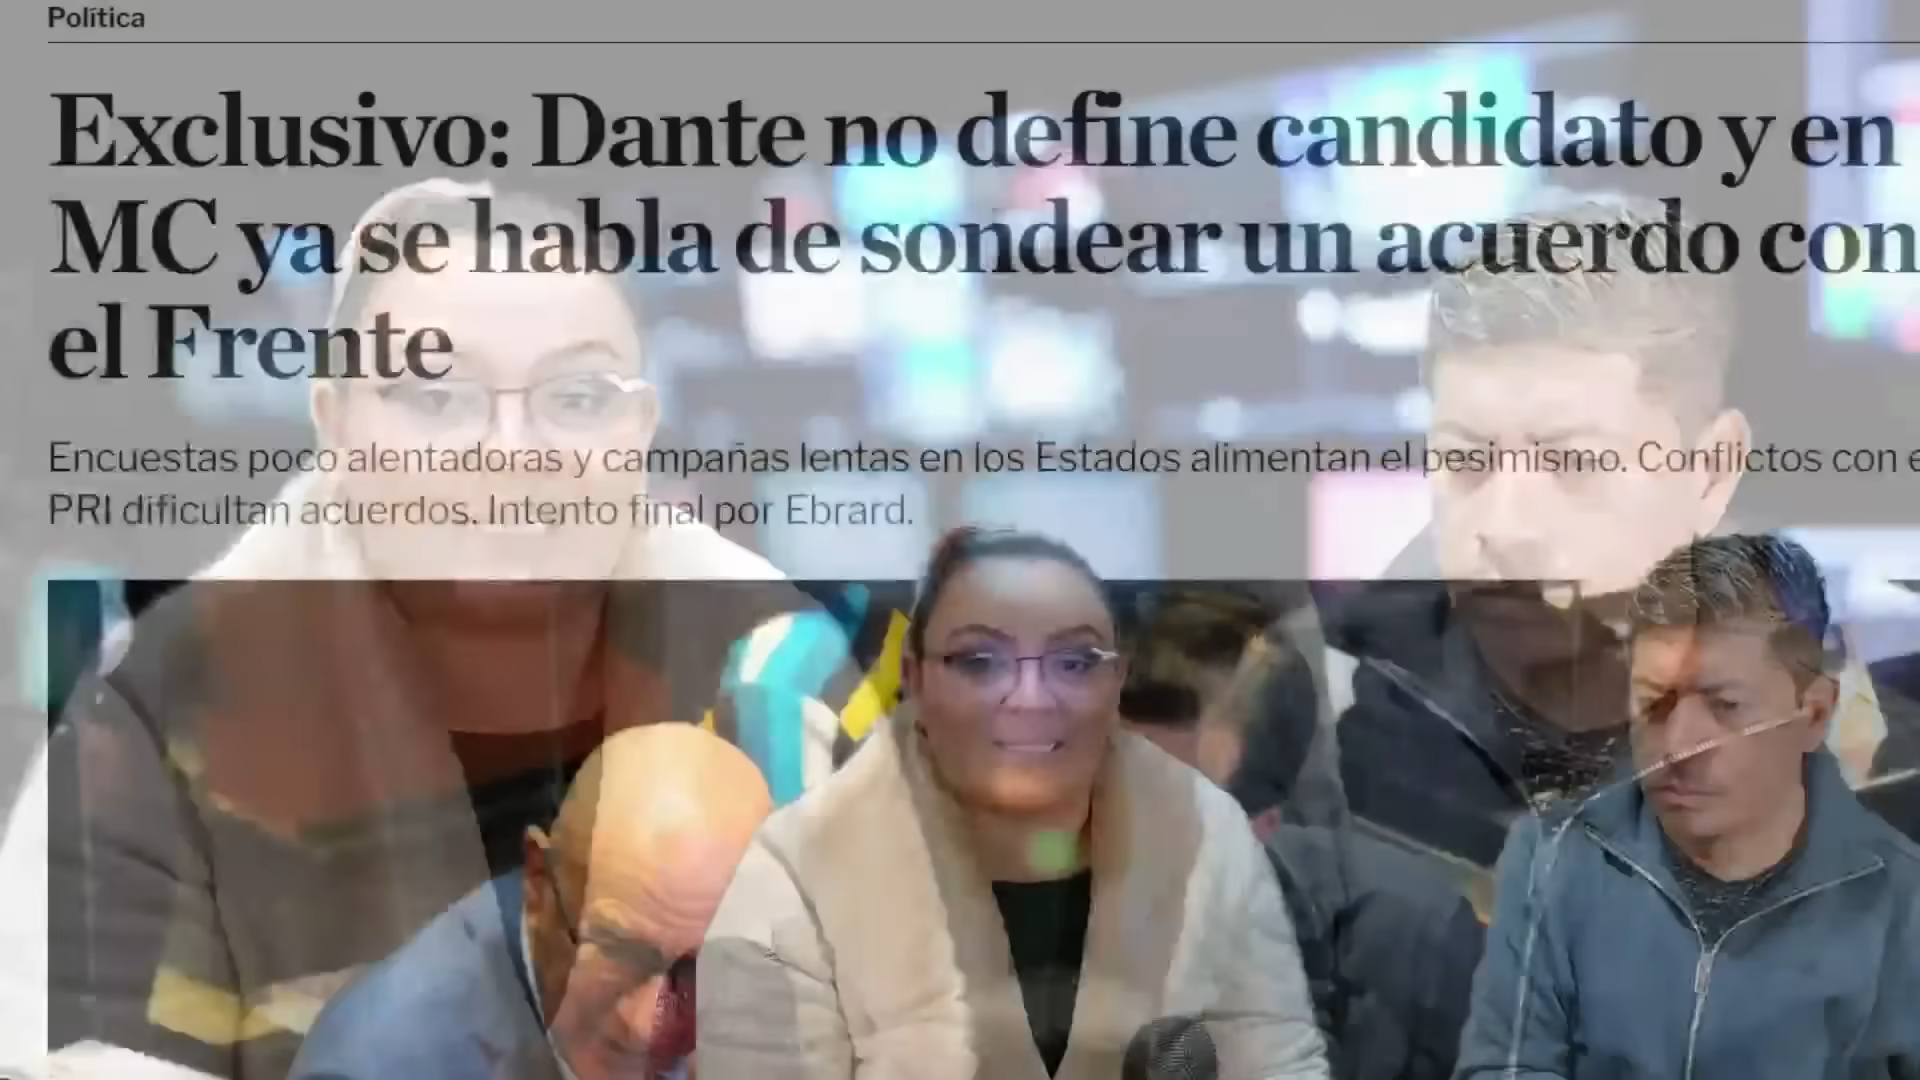 Política
Exclusivo: Dante no define candidato y en
MC ya se habla de sondear un acuerdo con
el Frente
Encuestas poco alentadoras y campañas lentas en los Estados alimentan el pesimismo. Conflictos con e
PRI dificultan acuerdos. Intento final por Ebrard.